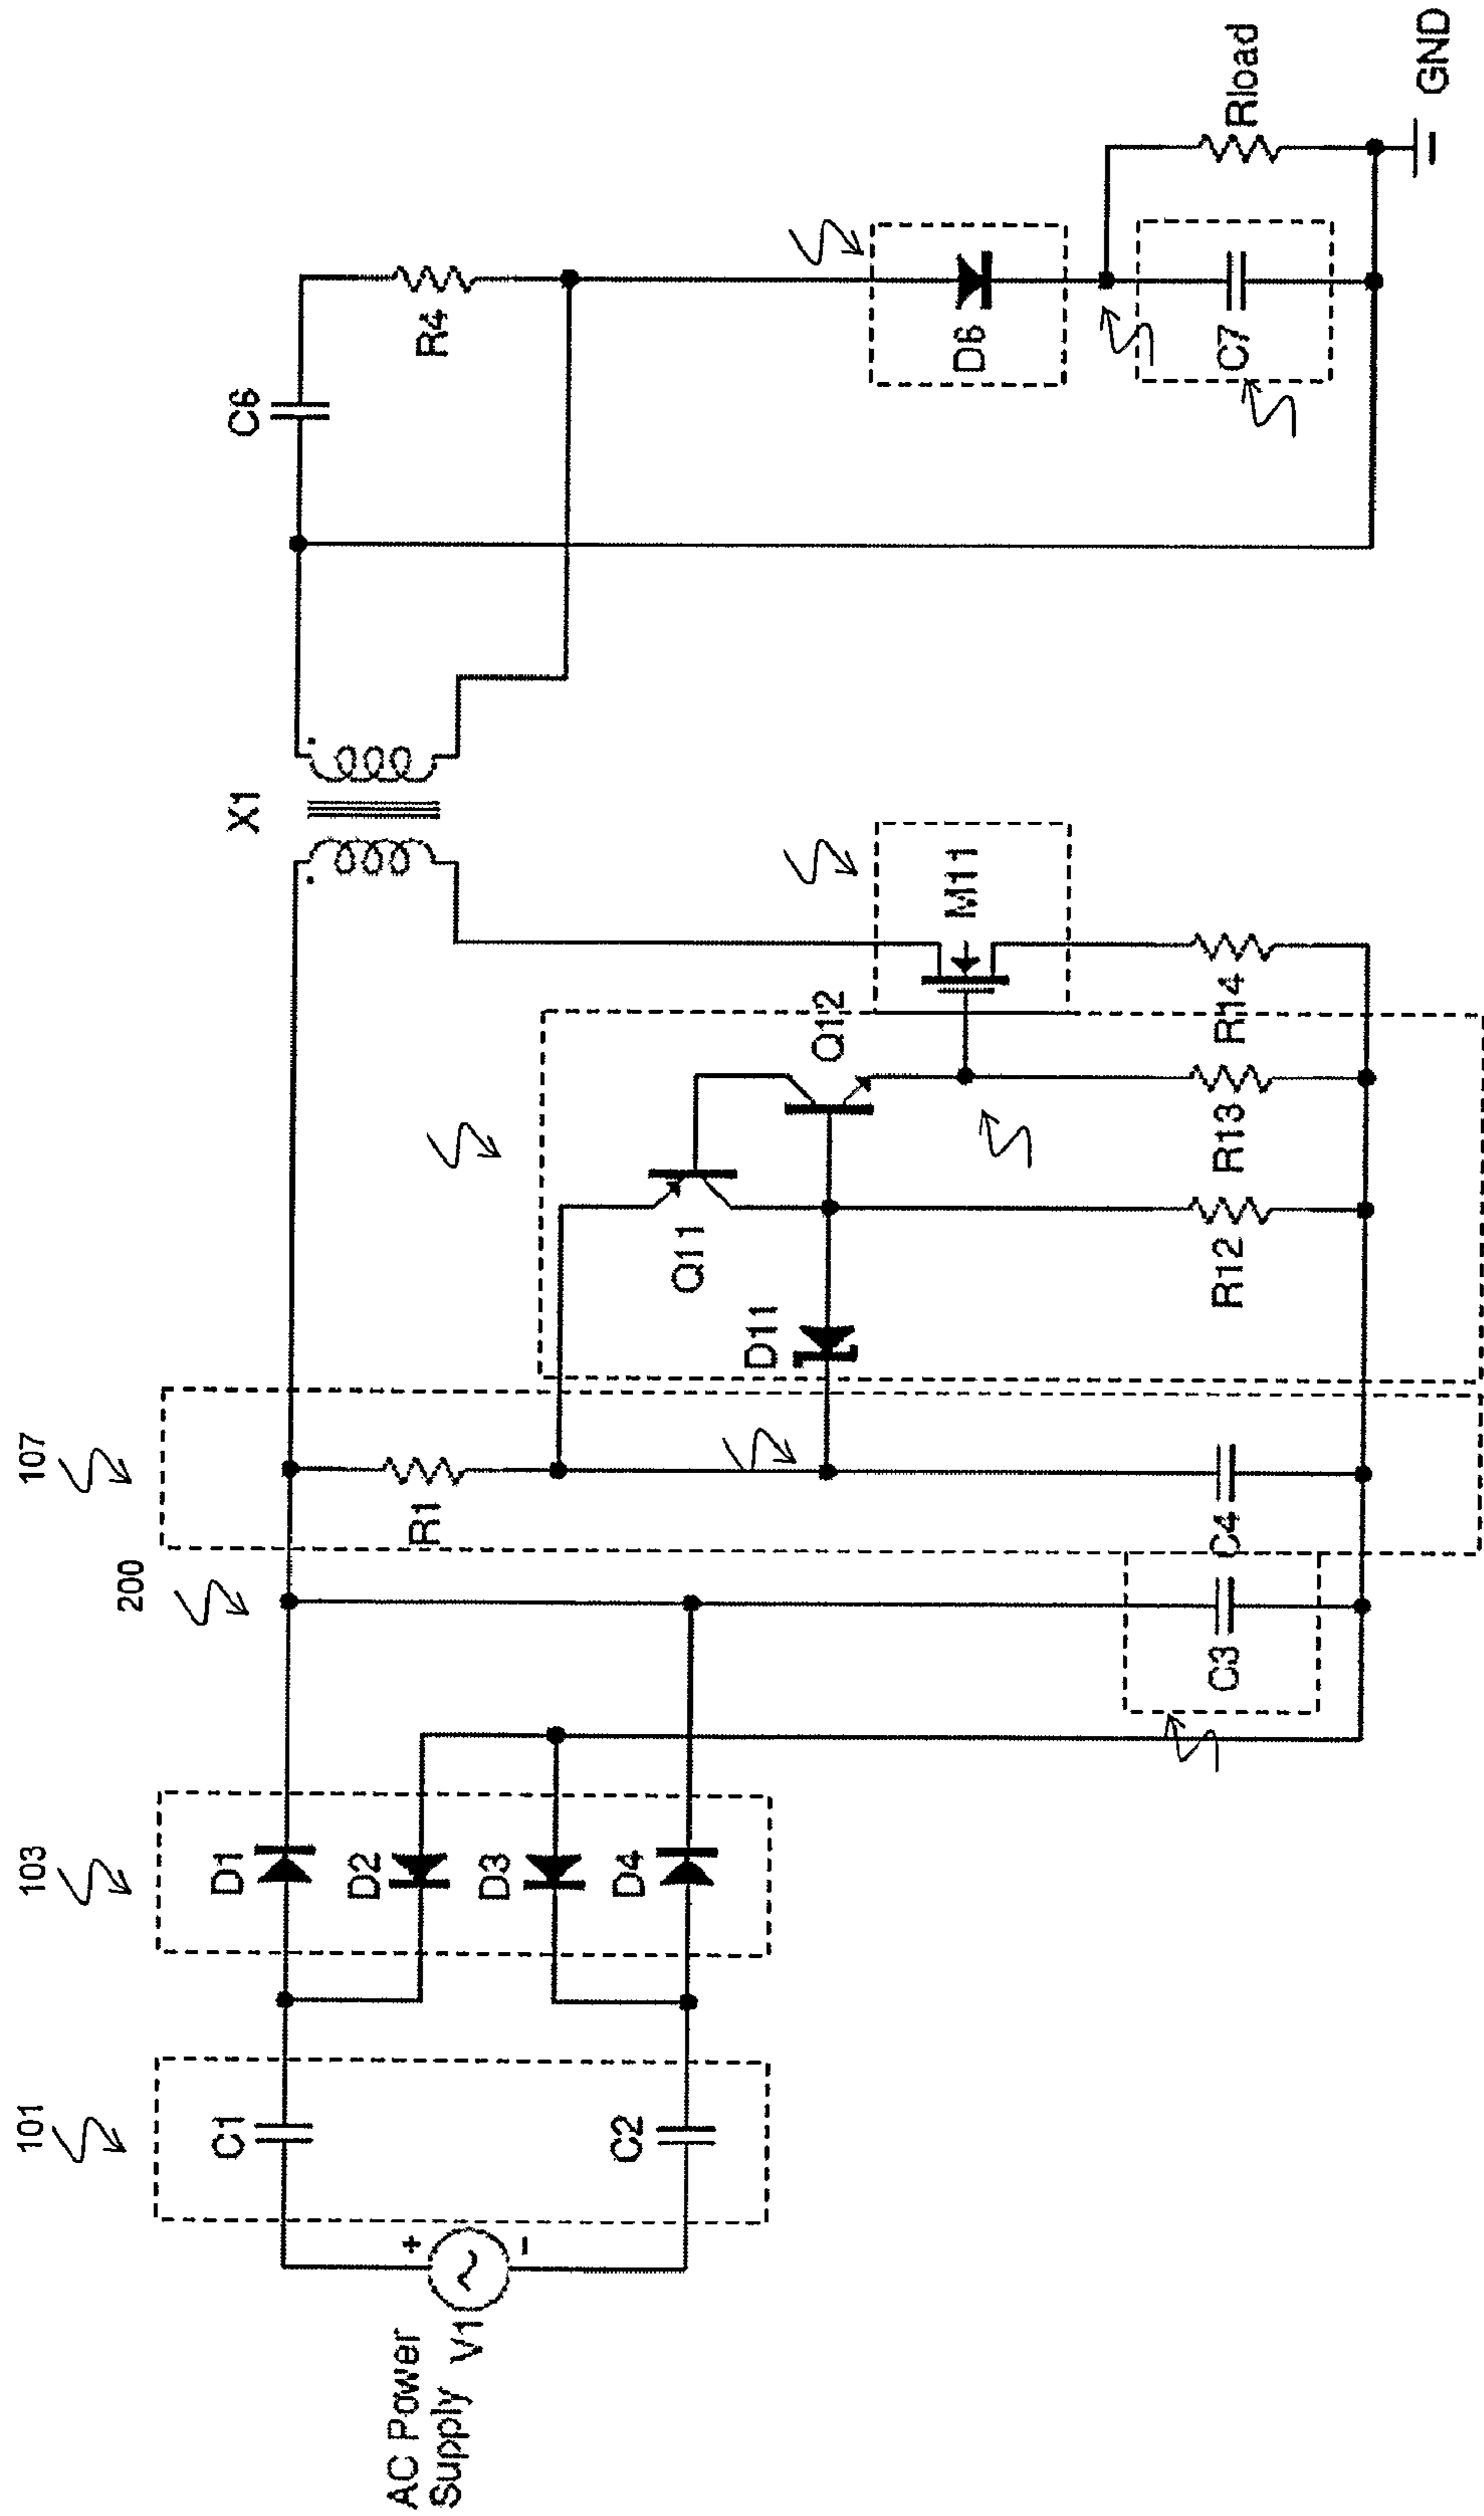 101
103
200
107
AC Power
Supply V1
+
-
C1
C2
D1
D2
D3
D4
C3
R1
C4
D11
Q11
Q12
R12
R13
R14
M11
X1
C6
R4
D6
C7
Rload
GND